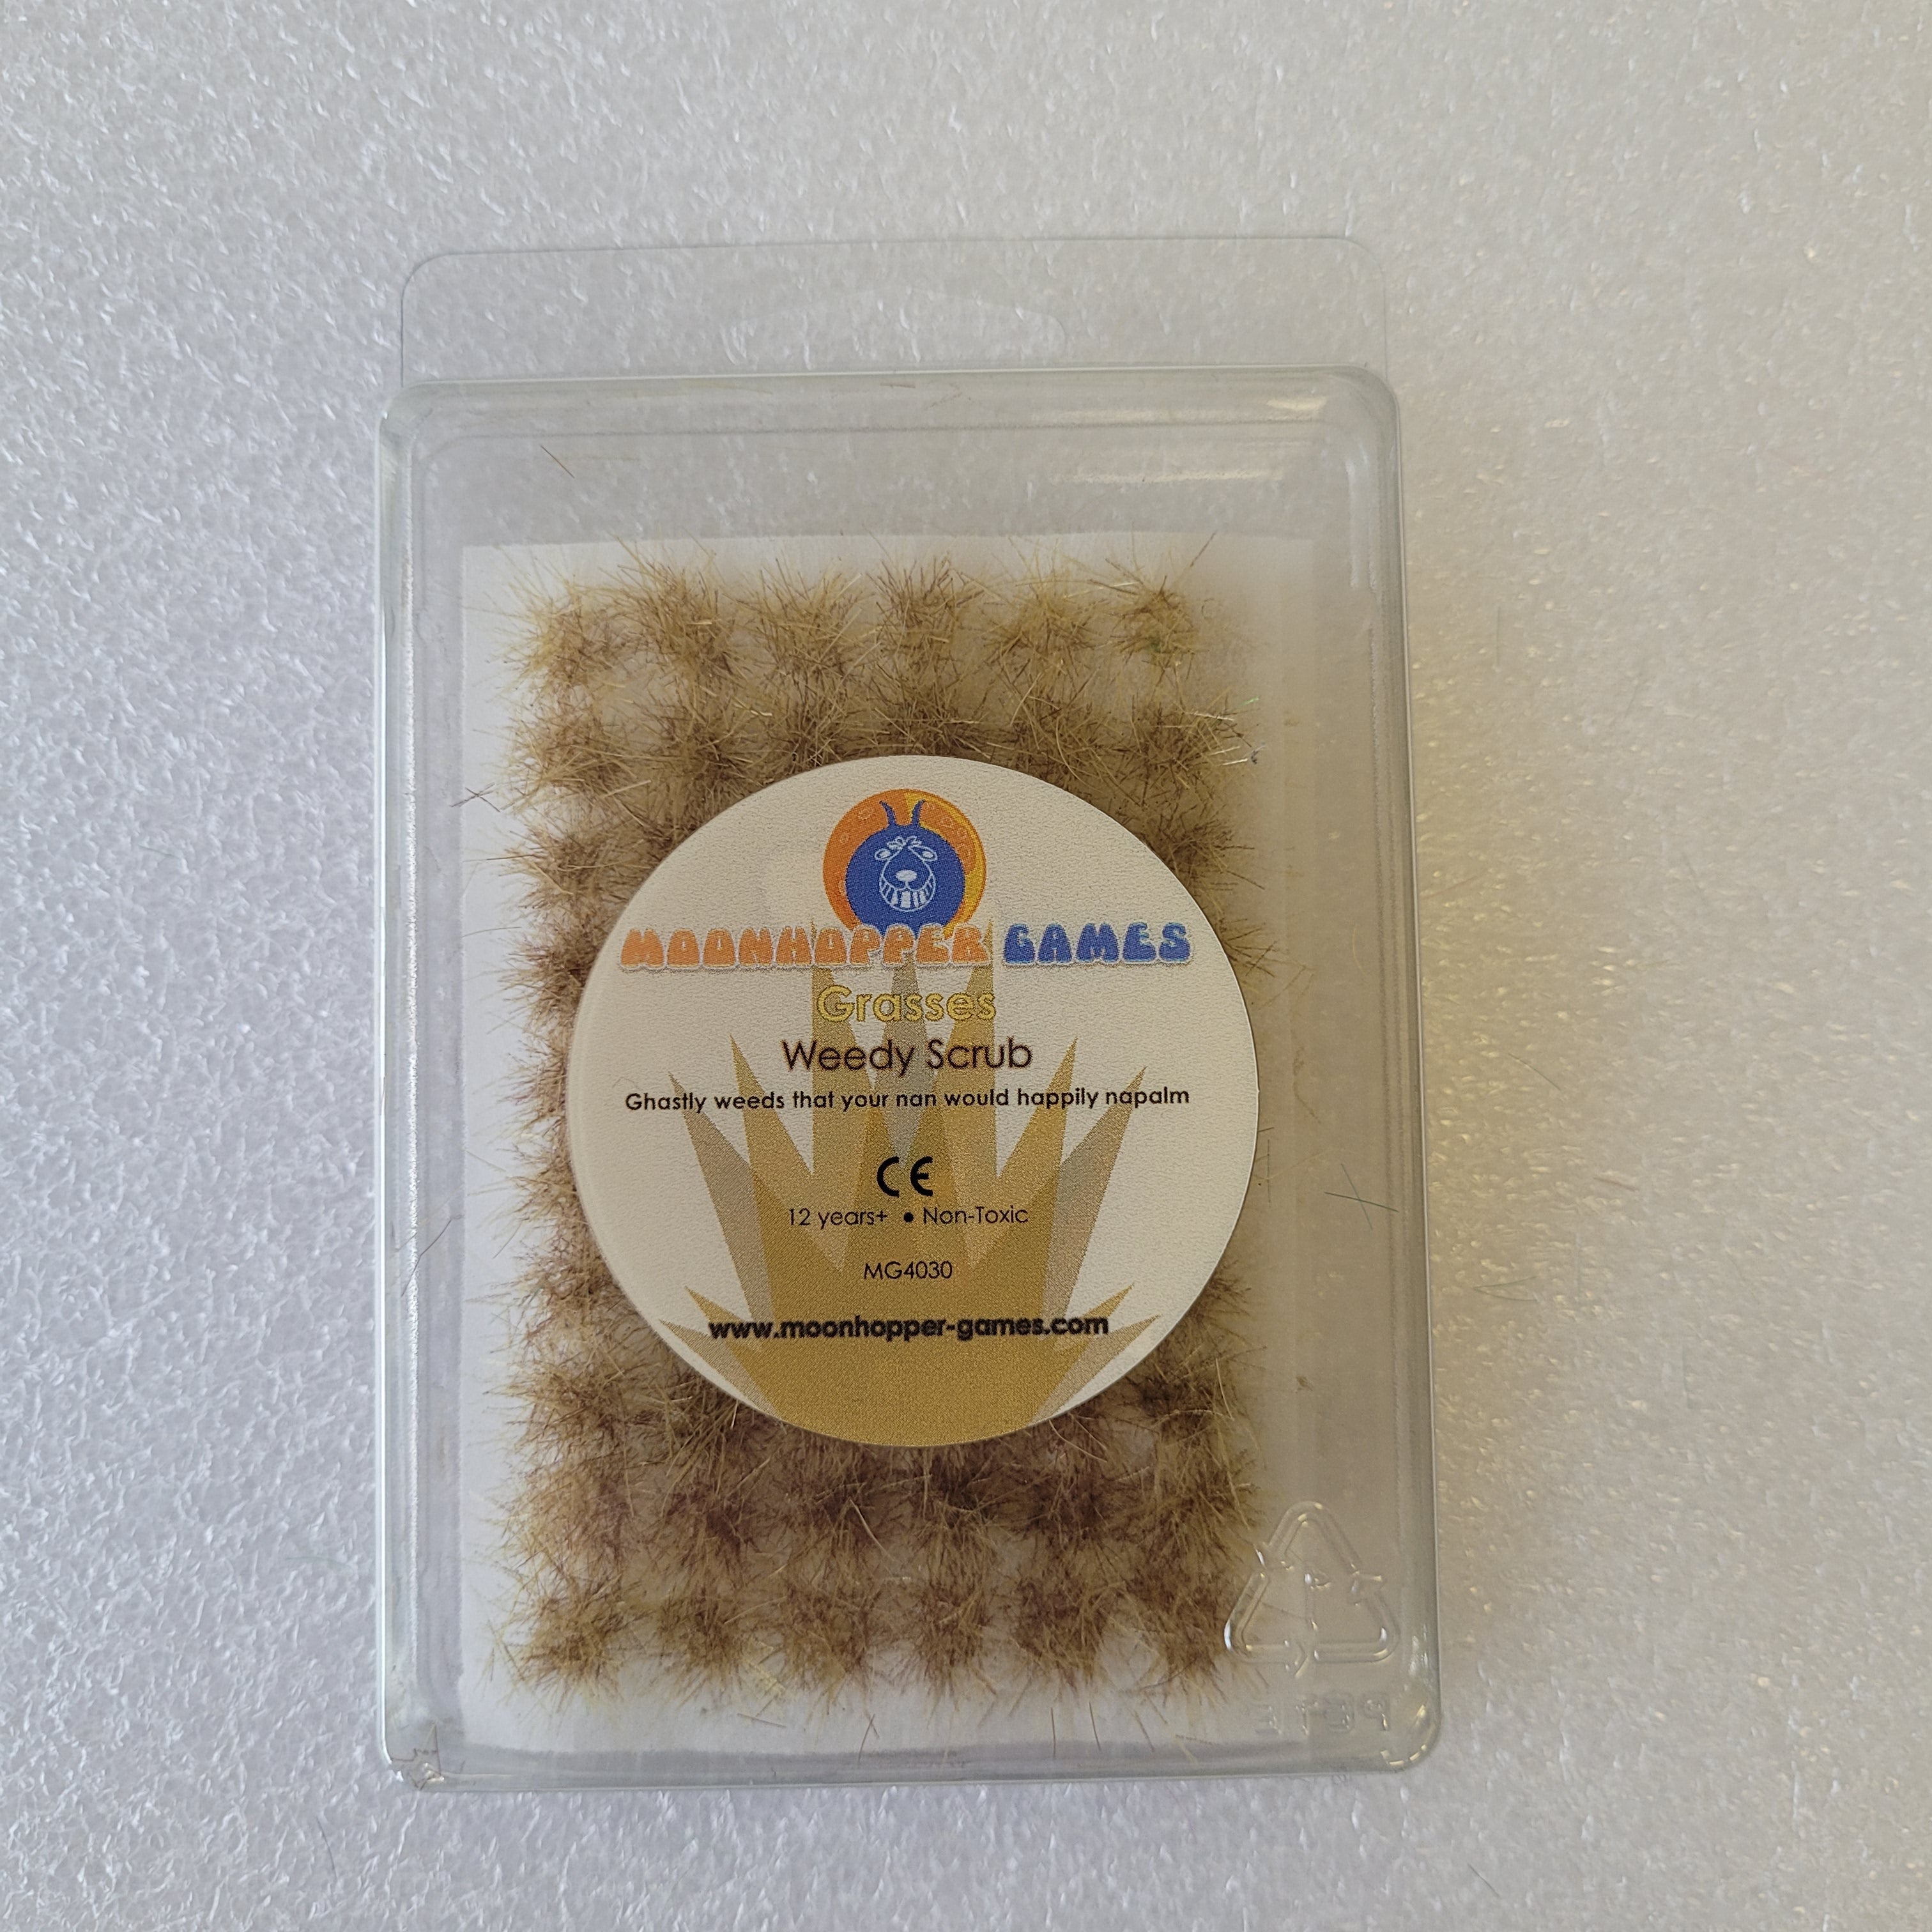 MOONHOPPER GAMES
Grasses
Weedy Scrub
Ghastly weeds that your nan would happily napalm
CE
12 years+ • Non-Toxic
MG4030
www.moonhopper-games.com
PETE